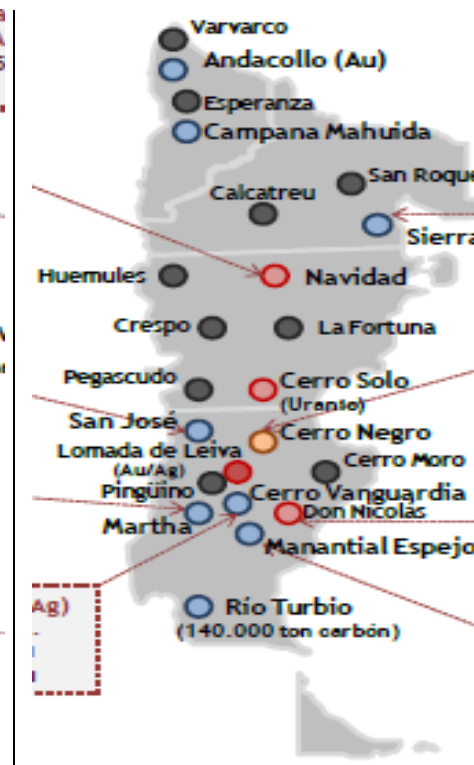 Varvarco
Andacollo (Au)
Esperanza
Campana Mahuida
San Roque
Calcatreu
Sierra
Huemules
Navidad
Crespo
La Fortuna
Pegascudo
Cerro Solo
(Uranio)
San José
Cerro Negro
Lomada de Leiva
(Au/Ag)
Cerro Moro
Pingüino
Cerro Vanguardia
Martha
Don Nicolás
Manantial Espejo
Ag)
Río Turbio
(140.000 ton carbón)